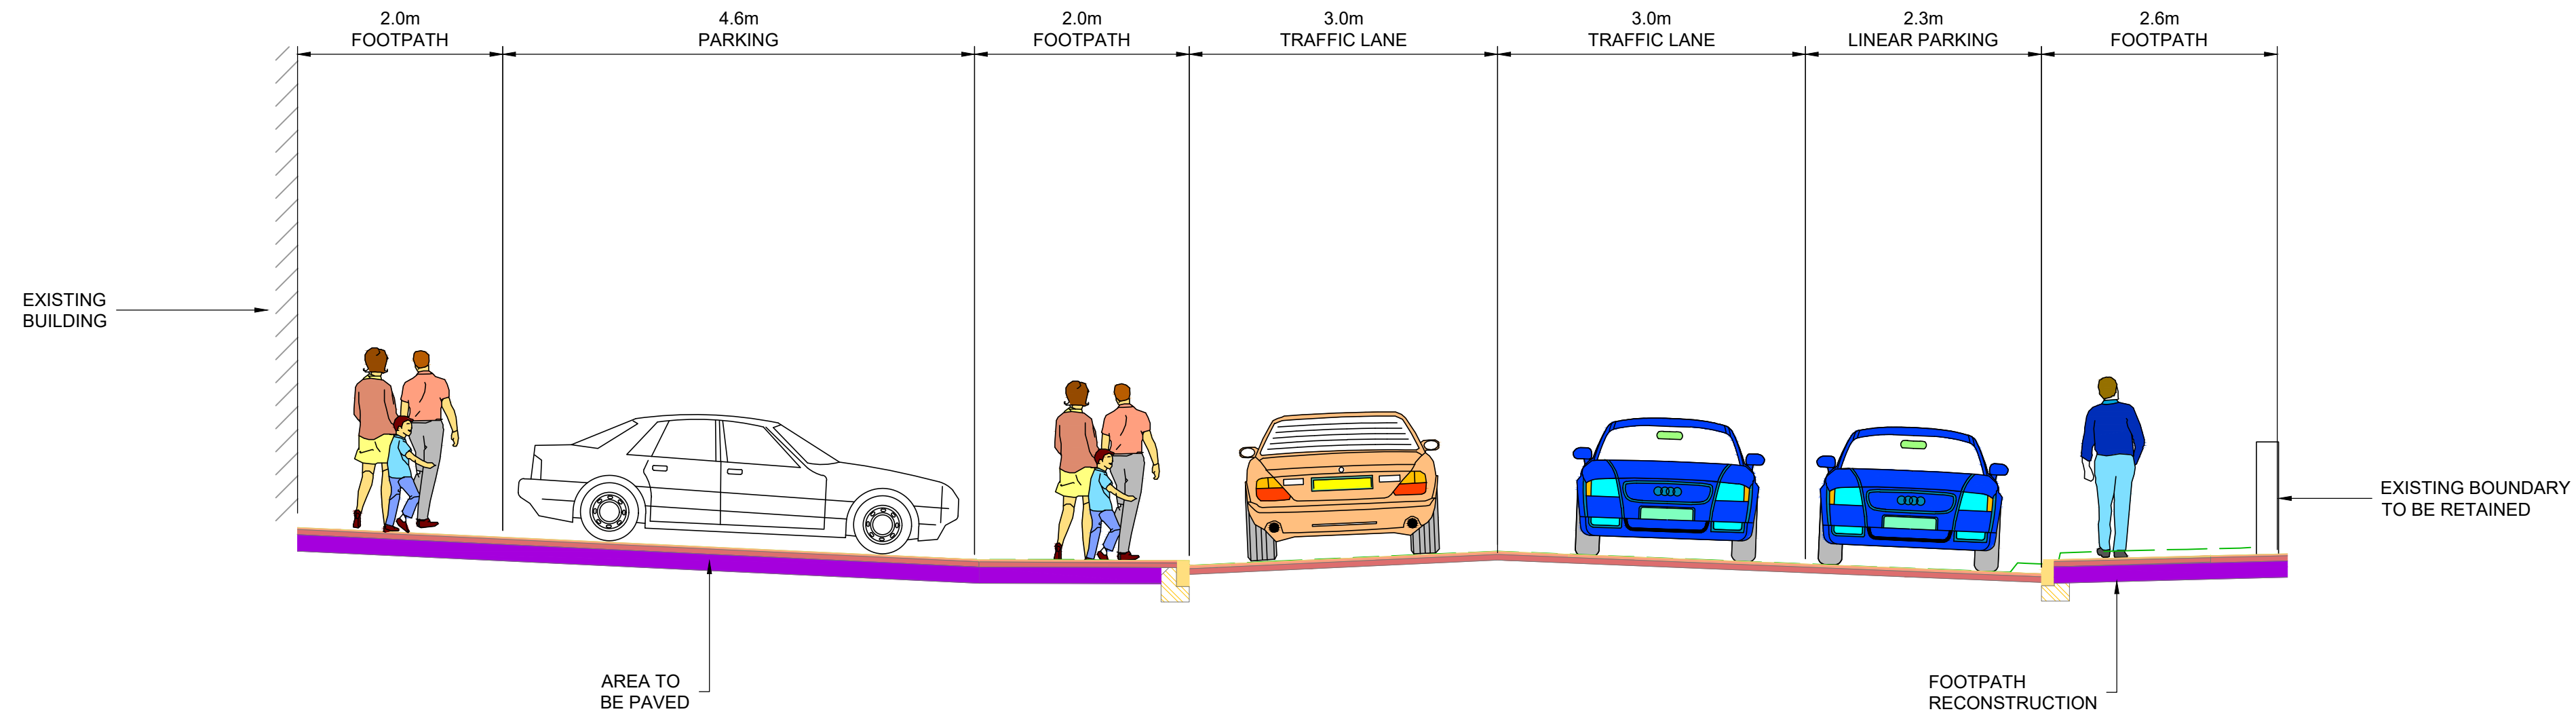 2.0m
FOOTPATH
4.6m
PARKING
2.0m
FOOTPATH
3.0m
TRAFFIC LANE
3.0m
TRAFFIC LANE
2.3m
LINEAR PARKING
2.6m
FOOTPATH
EXISTING
BUILDING
EXISTING BOUNDARY
TO BE RETAINED
AREA TO
BE PAVED
FOOTPATH
RECONSTRUCTION